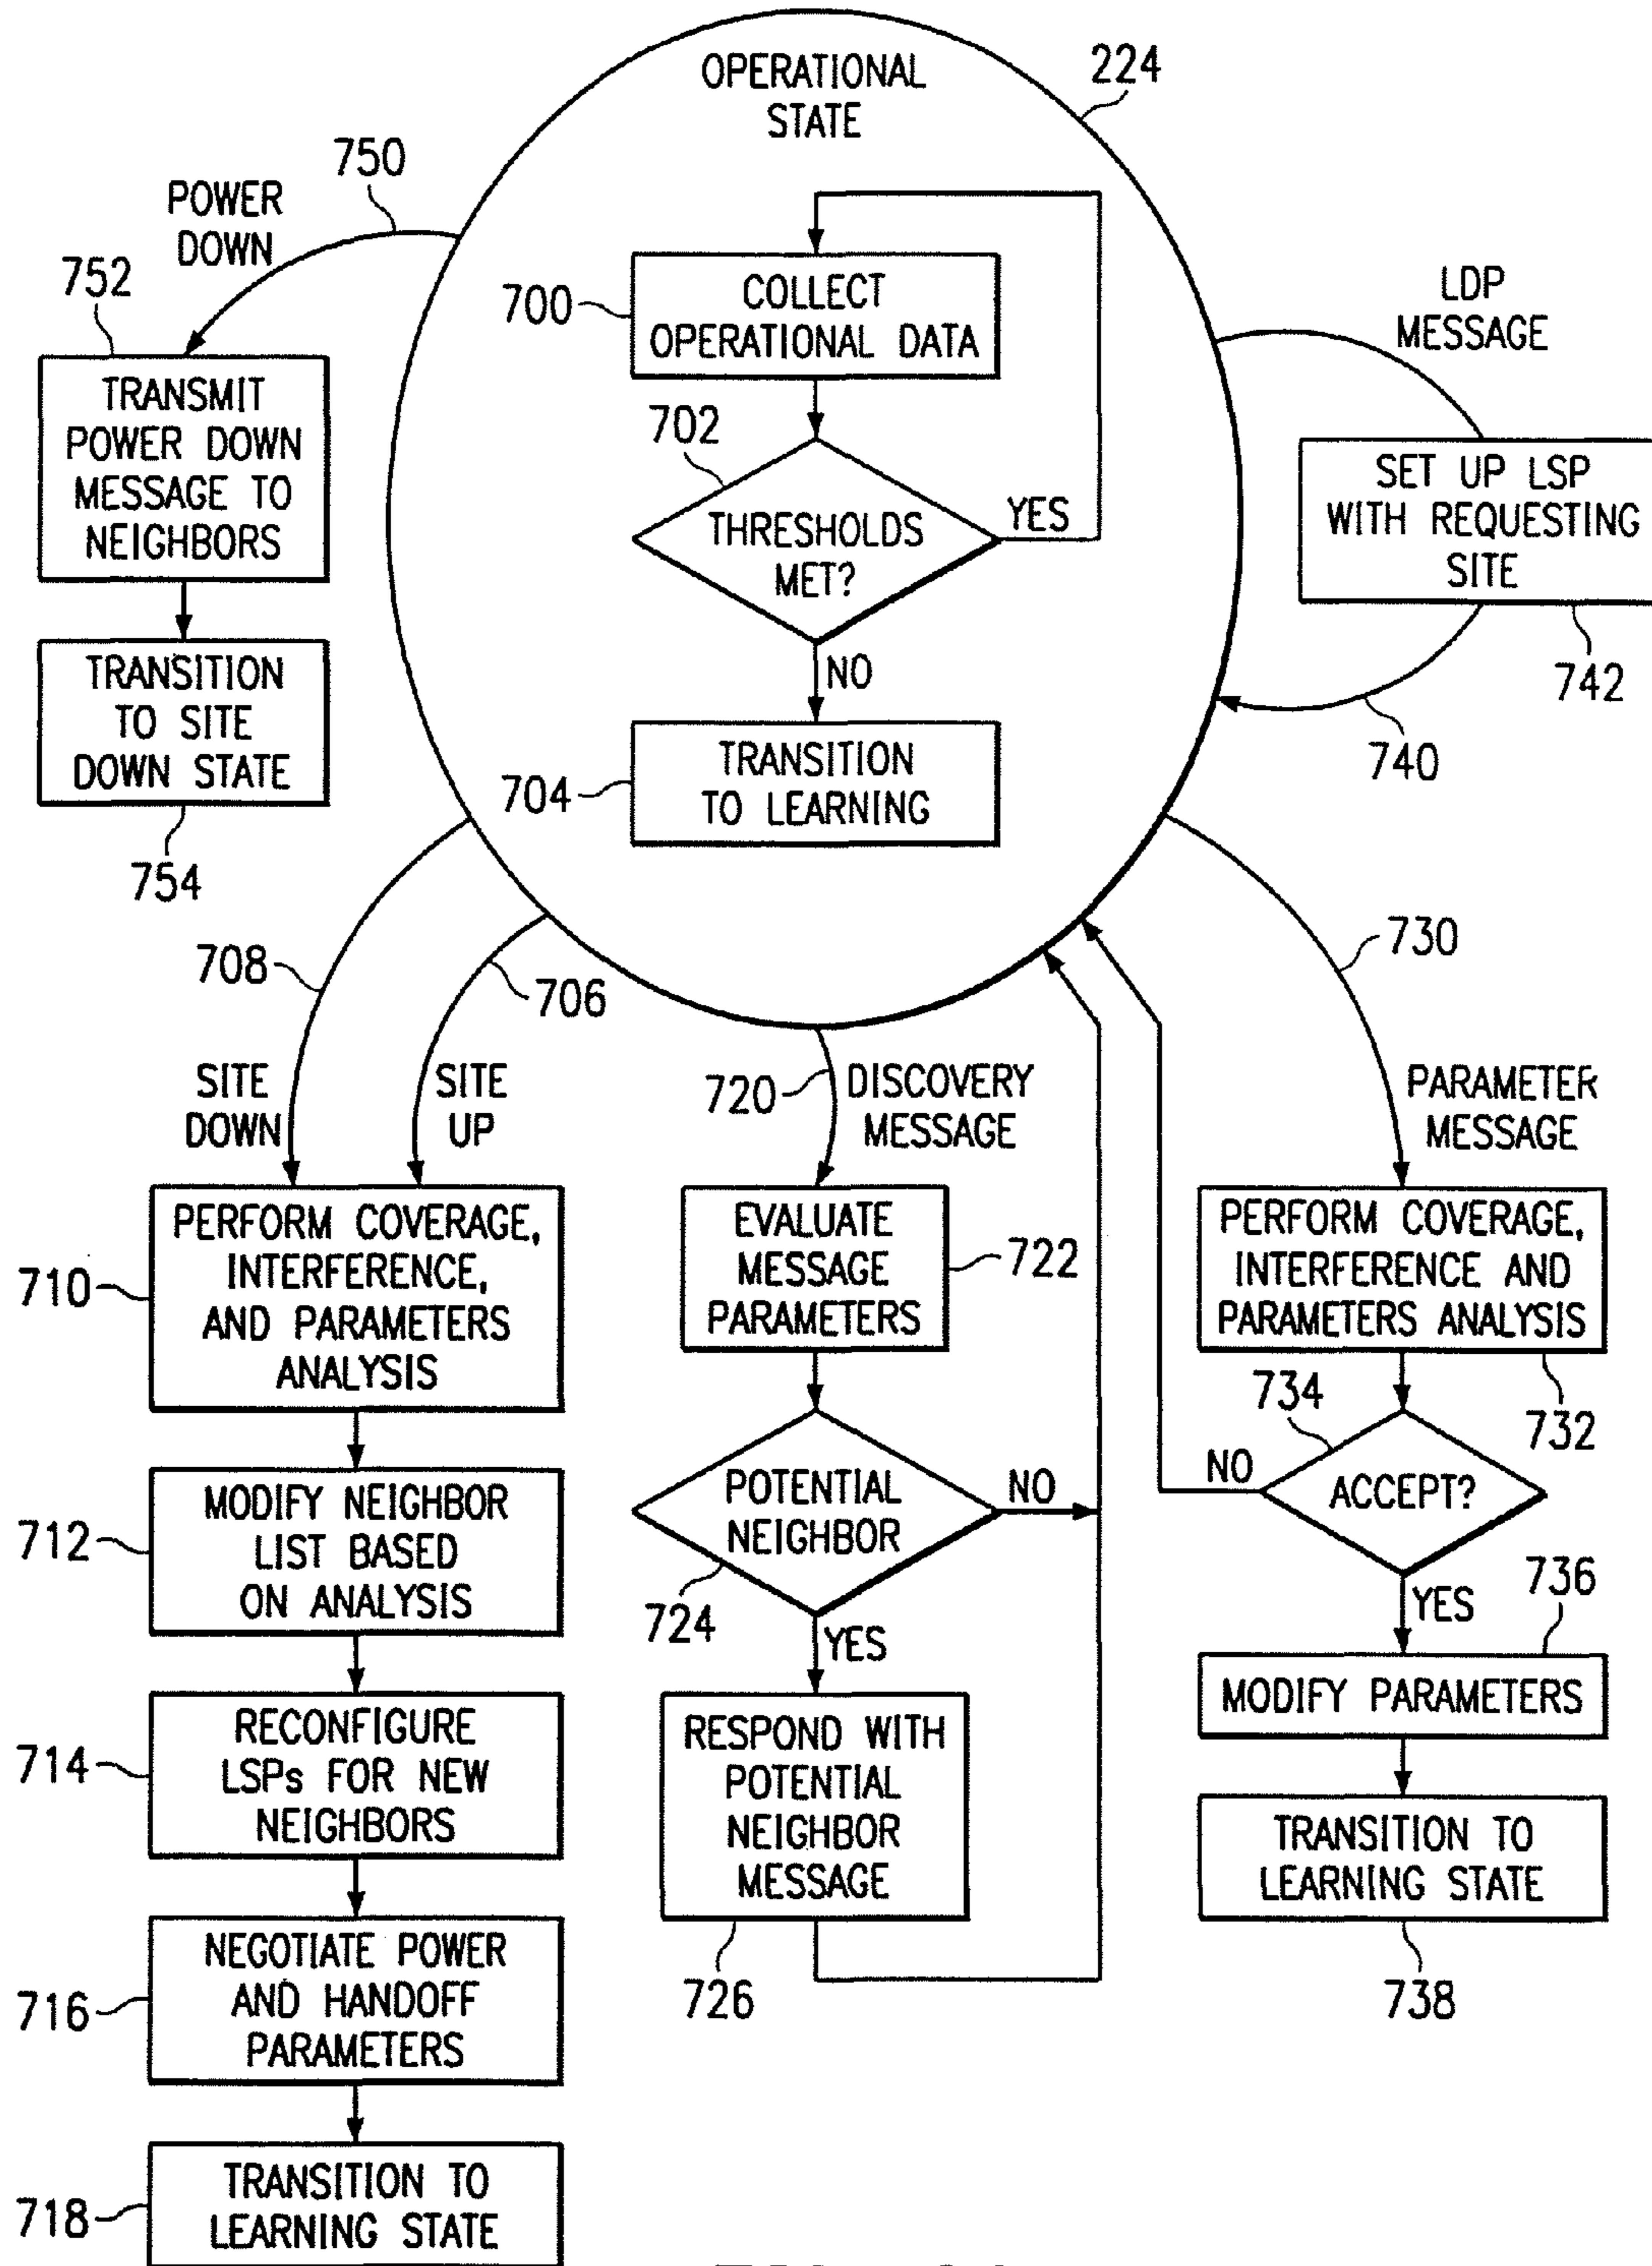 OPERATIONAL
STATE
224
750
POWER
DOWN
752
TRANSMIT
POWER DOWN
MESSAGE TO
NEIGHBORS
TRANSITION
TO SITE
DOWN STATE
754
700
COLLECT
OPERATIONAL DATA
702
THRESHOLDS
MET?
YES
NO
704
TRANSITION
TO LEARNING
LDP
MESSAGE
SET UP LSP
WITH REQUESTING
SITE
742
740
708
706
SITE
DOWN
SITE
UP
710
PERFORM COVERAGE,
INTERFERENCE,
AND PARAMETERS
ANALYSIS
712
MODIFY NEIGHBOR
LIST BASED
ON ANALYSIS
714
RECONFIGURE
LSPs FOR NEW
NEIGHBORS
716
NEGOTIATE POWER
AND HANDOFF
PARAMETERS
718
TRANSITION TO
LEARNING STATE
720
DISCOVERY
MESSAGE
EVALUATE
MESSAGE
PARAMETERS
722
POTENTIAL
NEIGHBOR
NO
724
YES
RESPOND WITH
POTENTIAL
NEIGHBOR
MESSAGE
726
730
PARAMETER
MESSAGE
PERFORM COVERAGE,
INTERFERENCE AND
PARAMETERS ANALYSIS
732
734
NO
ACCEPT?
YES
736
MODIFY PARAMETERS
TRANSITION TO
LEARNING STATE
738